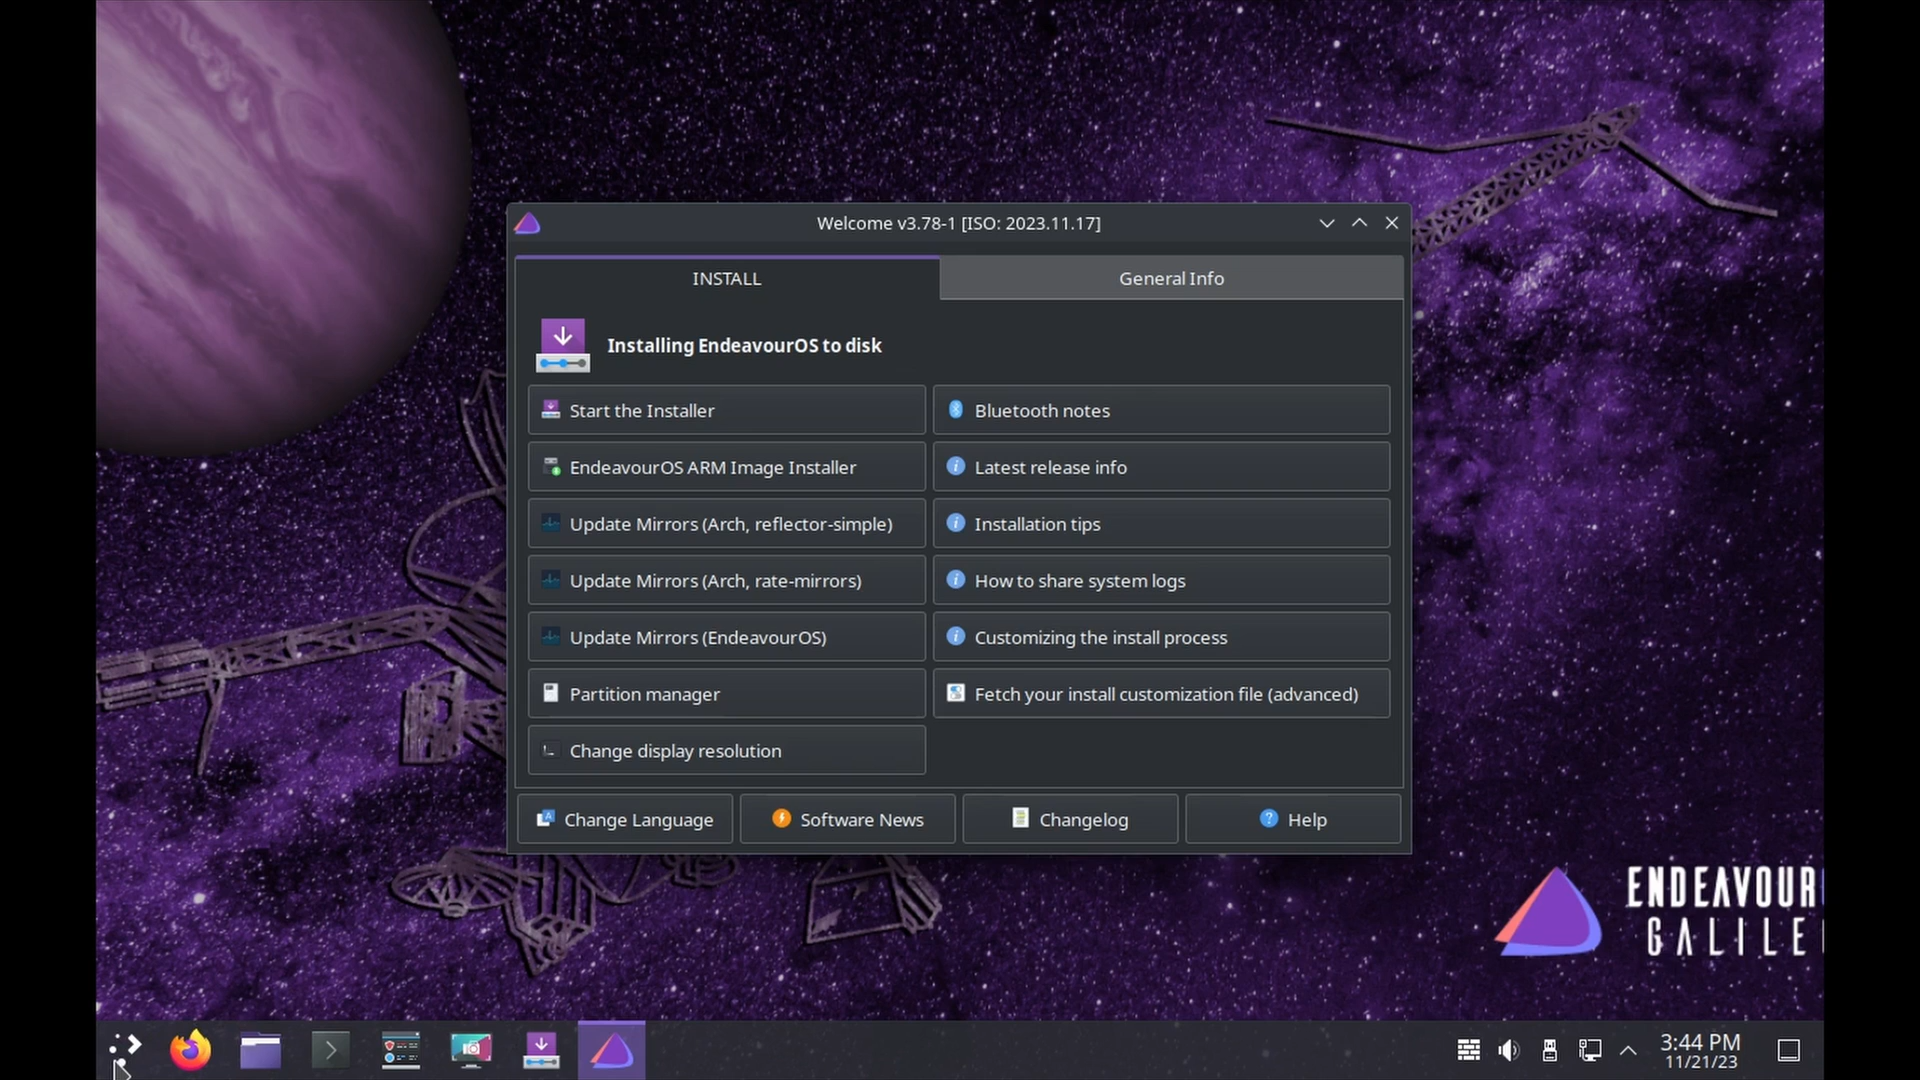 Welcome v3.78-1 [ISO: 2023.11.17]
INSTALL
General Info
Installing EndeavourOS to disk
Start the Installer
Bluetooth notes
EndeavourOS ARM Image Installer
Latest release info
Update Mirrors (Arch, reflector-simple)
Installation tips
Update Mirrors (Arch, rate-mirrors)
How to share system logs
Update Mirrors (EndeavourOS)
Customizing the install process
Partition manager
Fetch your install customization file (advanced)
Change display resolution
Change Language
Software News
Changelog
Help
ENDEAVOUR
GALILE
3:44 PM
11/21/23